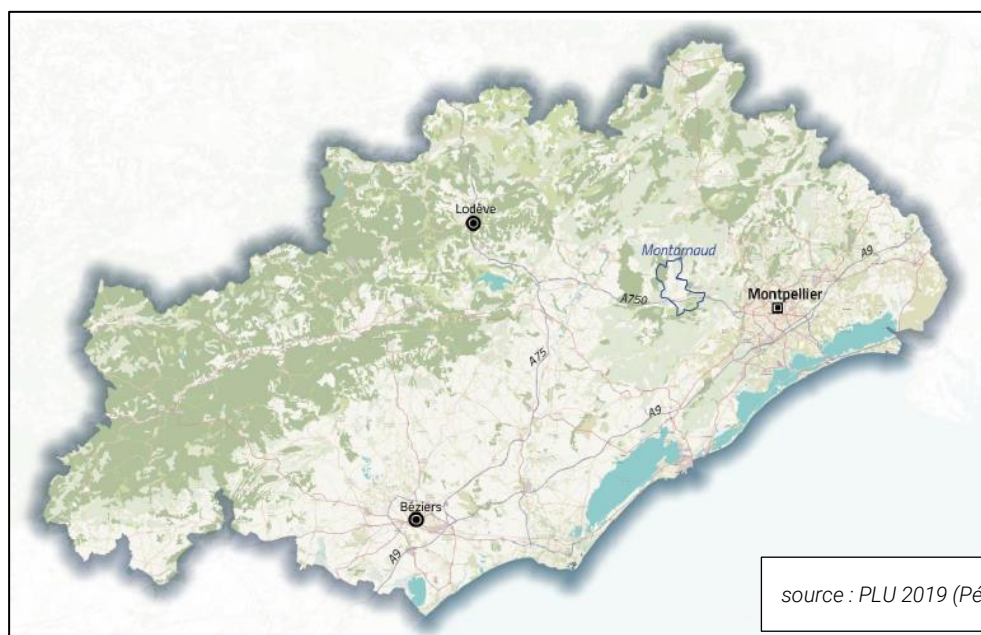 Lodève
Montarnaud
A9
A750
Montpellier
A75
A9
Béziers
A9
source : PLU 2019 (Pé